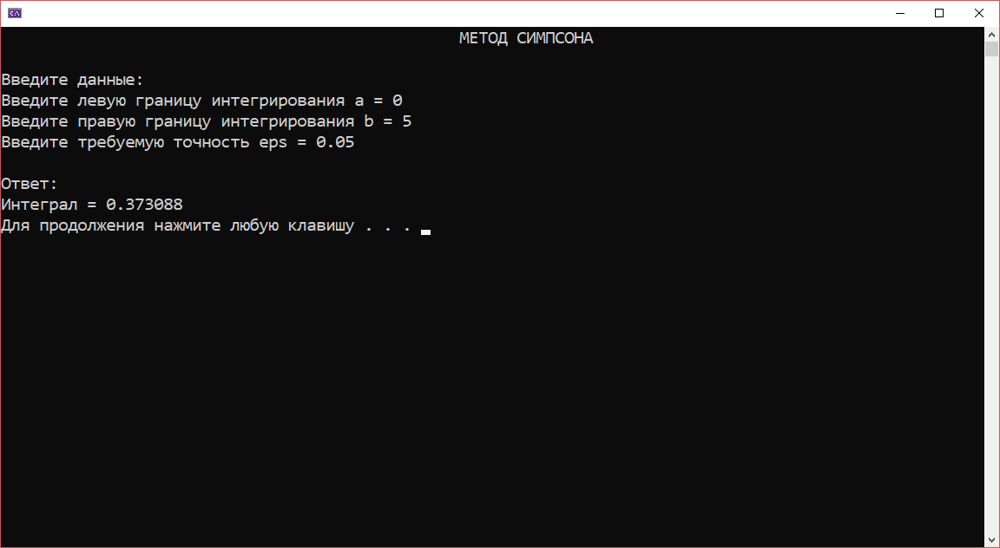 МЕТОД СИМПСОНА
Введите данные:
Введите левую границу интегрирования a = 0
Введите правую границу интегрирования b = 5
Введите требуемую точность eps = 0.05
Ответ:
Интеграл = 0.373088
Для продолжения нажмите любую клавишу . . .